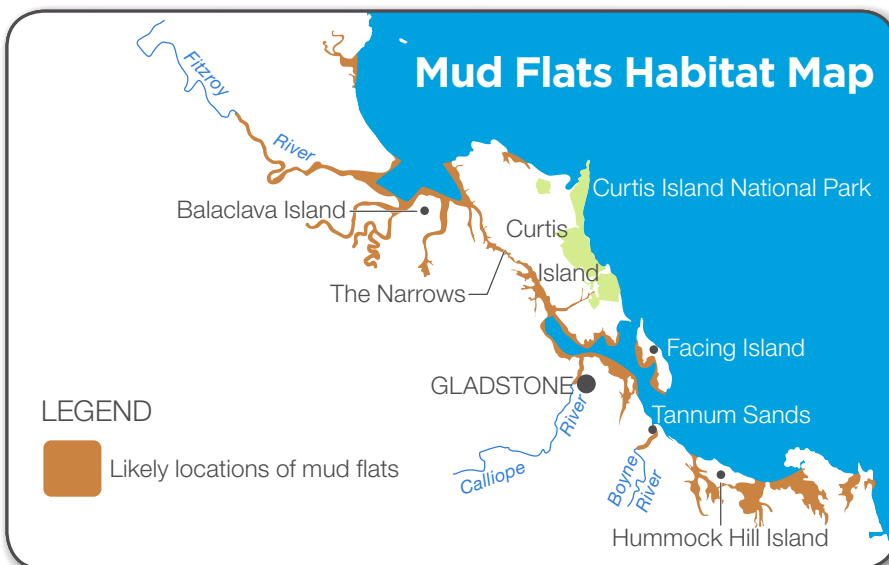 Mud Flats Habitat Map
Fitzroy
River
Curtis Island National Park
Balaclava Island
Curtis
Island
The Narrows
Facing Island
GLADSTONE
River
Calliope
Tannum Sands
LEGEND
Likely locations of mud flats
Boyne
River
Hummock Hill Island